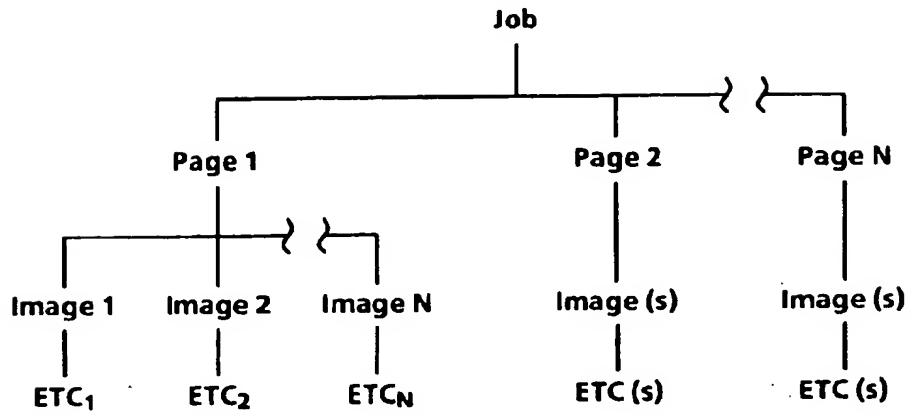 Job
Page 1 Page 2 Page N
Image 1 Image 2 Image N Image (s) Image (s)
ETC₁ ETC₂ ETCN ETC (s) ETC (s)